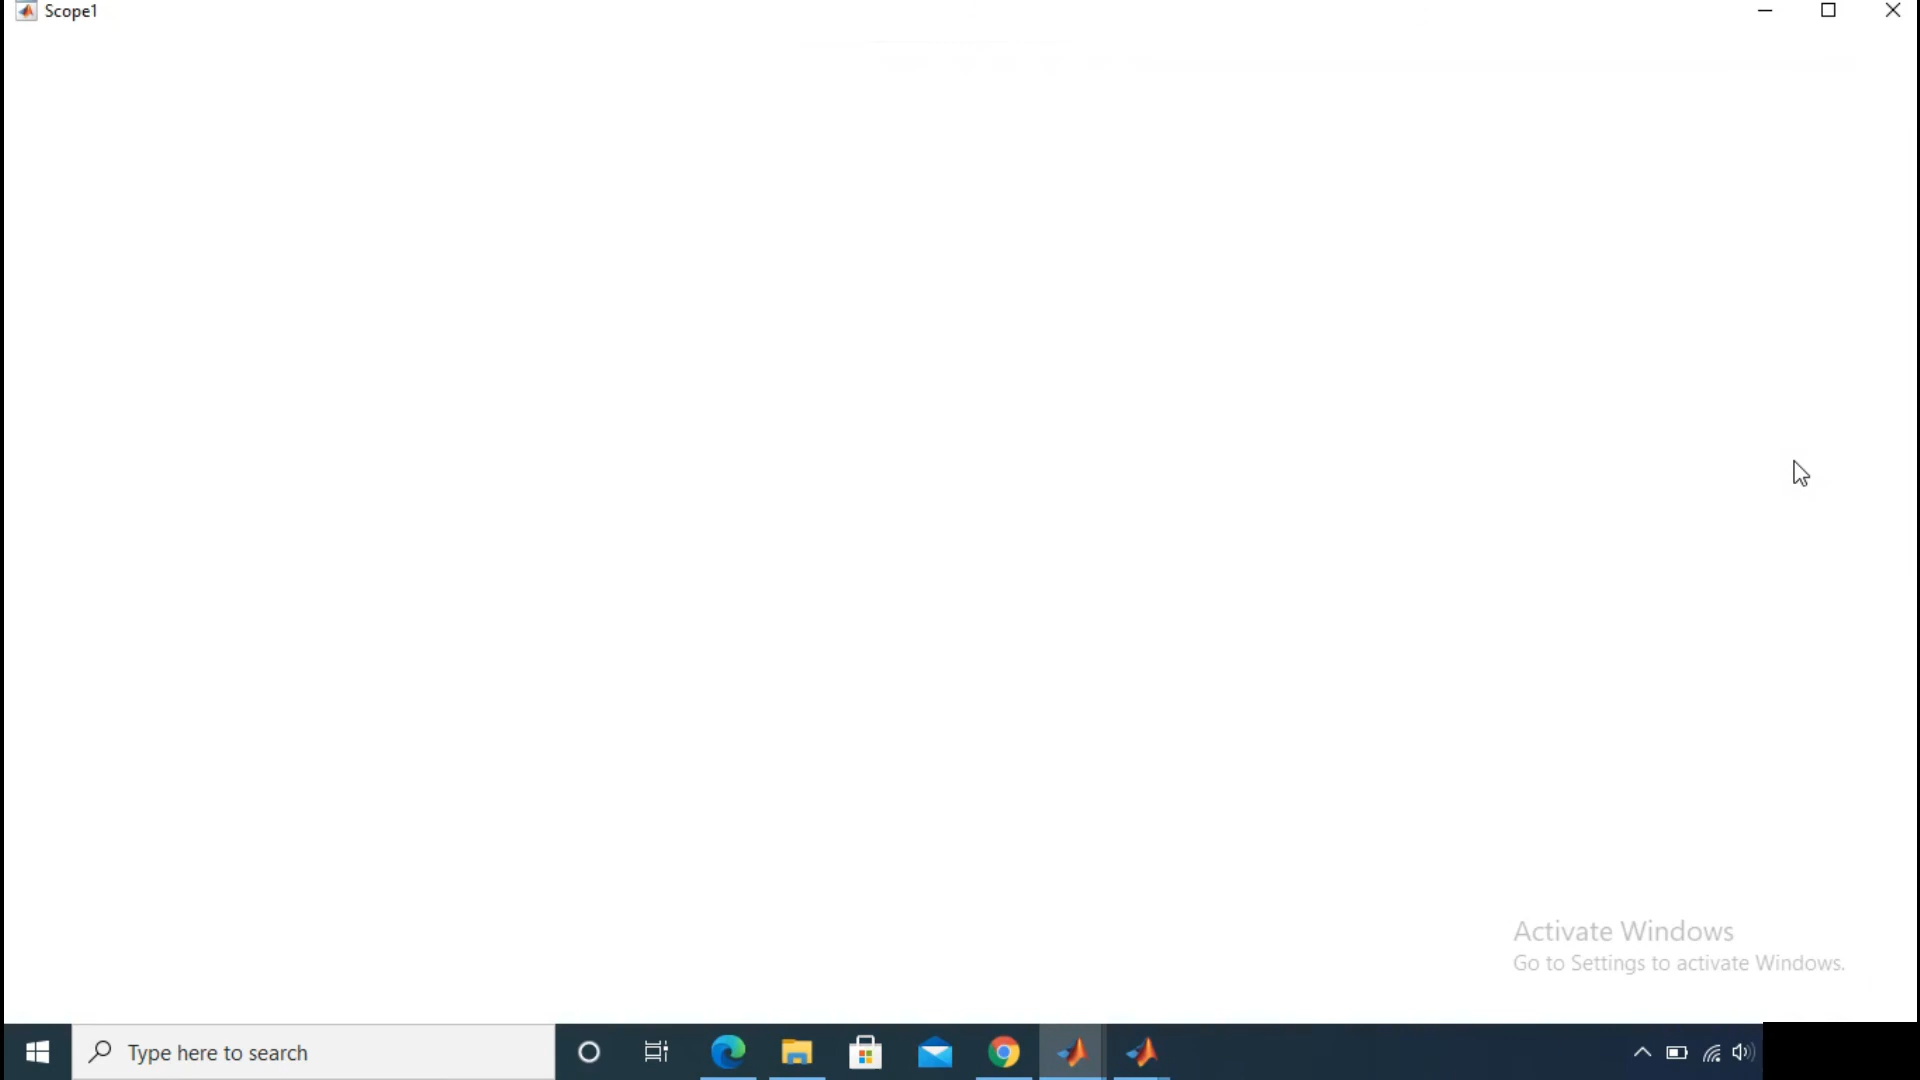 Scope1
Activate Windows
Go to Settings to activate Windows.
Type here to search